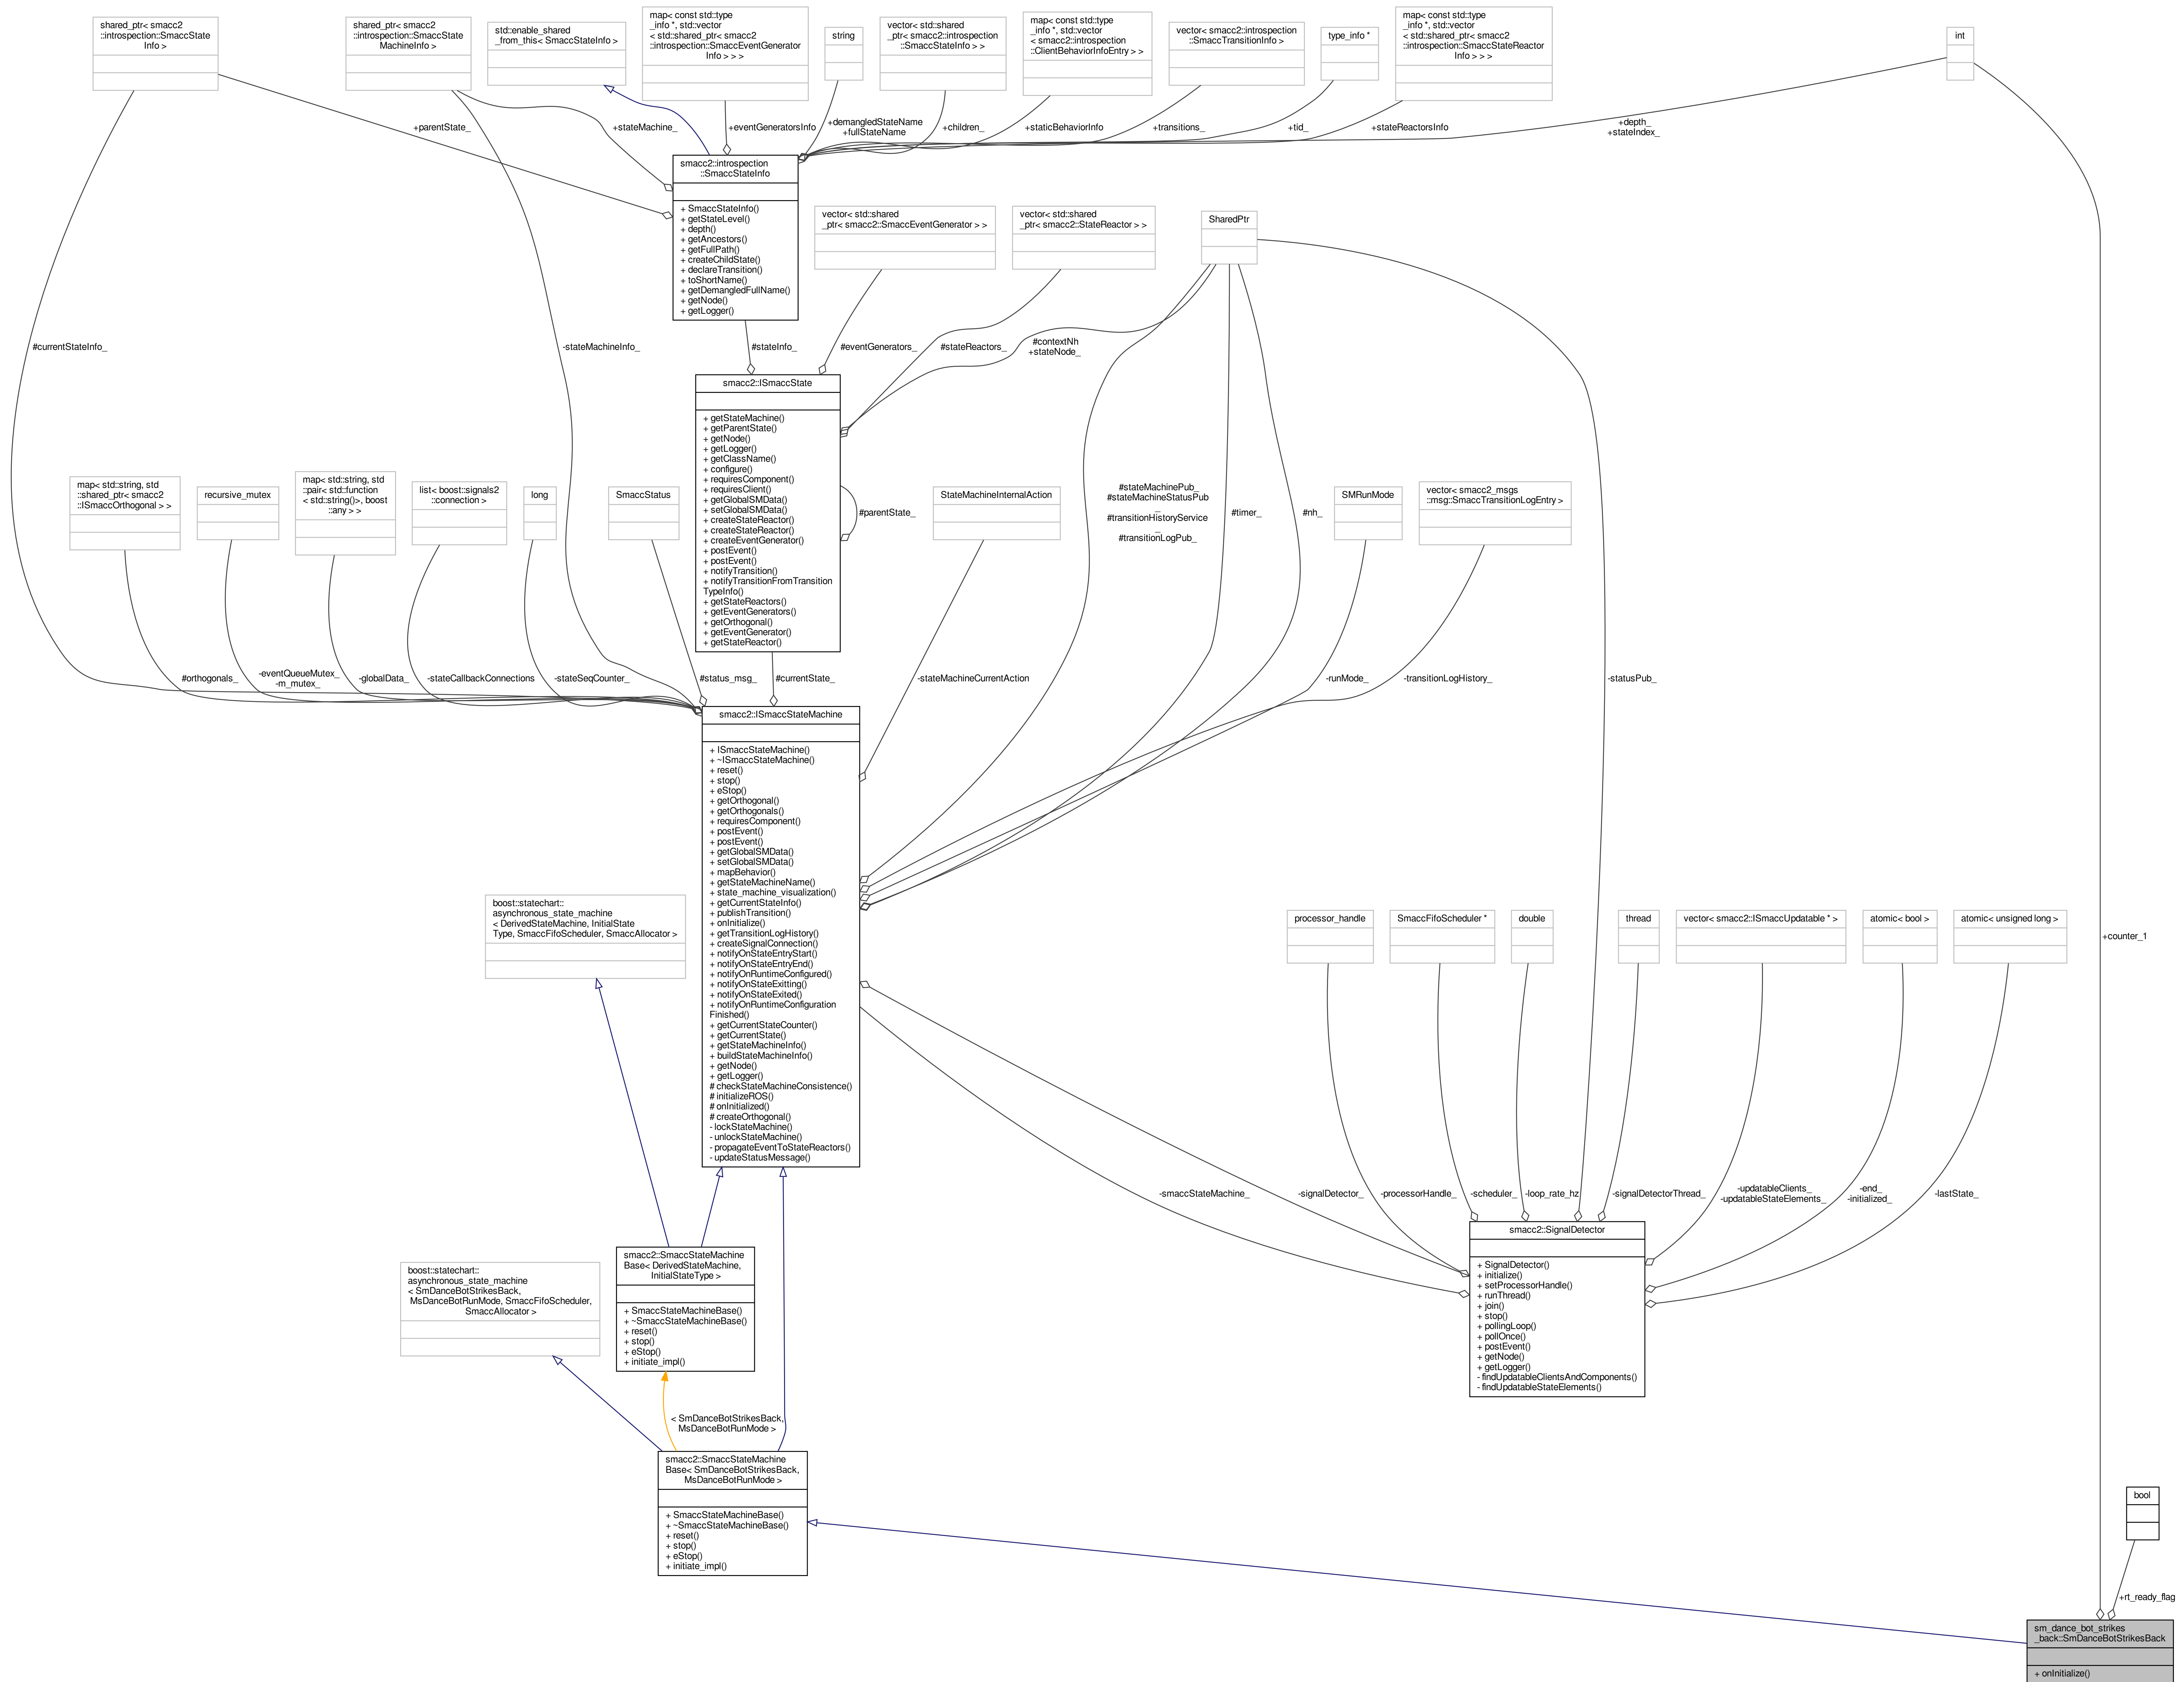 shared_ptr< smacc2
::introspection::SmaccState
Info >
shared_ptr< smacc2
::introspection::SmaccState
MachineInfo >
std::enable_shared
_from_this< SmaccStateInfo >
map< const std::type
_info *, std::vector
< std::shared_ptr< smacc2
::introspection::SmaccEventGenerator
Info > > >
string
vector< std::shared
_ptr< smacc2::introspection
::SmaccStateInfo > >
map< const std::type
_info *, std::vector
< smacc2::introspection
::ClientBehaviorInfoEntry > >
vector< smacc2::introspection
::SmaccTransitionInfo >
type_info *
map< const std::type
_info *, std::vector
< std::shared_ptr< smacc2
::introspection::SmaccStateReactor
Info > > >
int
+parentState_
+stateMachine_
+eventGeneratorsInfo
+demangledStateName
+fullStateName
+children_
+staticBehaviorInfo
+transitions_
+tid_
+stateReactorsInfo
+depth_
+stateIndex_
smacc2::introspection
::SmaccStateInfo
+ SmaccStateInfo()
+ getStateLevel()
+ depth()
+ getAncestors()
+ getFullPath()
+ createChildState()
+ declareTransition()
+ toShortName()
+ getDemangledFullName()
+ getNode()
+ getLogger()
vector< std::shared
_ptr< smacc2::SmaccEventGenerator > >
vector< std::shared
_ptr< smacc2::StateReactor > >
SharedPtr
#currentStateInfo_
-stateMachineInfo_
#stateInfo_
#eventGenerators_
#stateReactors_
#contextNh
+stateNode_
smacc2::ISmaccState
+ getStateMachine()
+ getParentState()
+ getNode()
+ getLogger()
+ getClassName()
+ configure()
+ requiresComponent()
+ requiresClient()
+ getGlobalSMData()
+ setGlobalSMData()
+ createStateReactor()
+ createStateReactor()
+ createEventGenerator()
+ postEvent()
+ postEvent()
+ notifyTransition()
+ notifyTransitionFromTransition
TypeInfo()
+ getStateReactors()
+ getEventGenerators()
+ getOrthogonal()
+ getEventGenerator()
+ getStateReactor()
#parentState_
map< std::string, std
::shared_ptr< smacc2
::ISmaccOrthogonal > >
recursive_mutex
map< std::string, std
::pair< std::function
< std::string()>, boost
::any > >
list< boost::signals2
::connection >
long
SmaccStatus
StateMachineInternalAction
#stateMachinePub_
#stateMachineStatusPub
_
#transitionHistoryService
_
#transitionLogPub_
#timer_
#nh_
SMRunMode
vector< smacc2_msgs
::msg::SmaccTransitionLogEntry >
#orthogonals_
-eventQueueMutex_
-m_mutex_
-globalData_
-stateCallbackConnections
-stateSeqCounter_
#status_msg_
#currentState_
-stateMachineCurrentAction
-runMode_
-transitionLogHistory_
-statusPub_
smacc2::ISmaccStateMachine
+ ISmaccStateMachine()
+ ~ISmaccStateMachine()
+ reset()
+ stop()
+ eStop()
+ getOrthogonal()
+ getOrthogonals()
+ requiresComponent()
+ postEvent()
+ postEvent()
+ getGlobalSMData()
+ setGlobalSMData()
+ mapBehavior()
+ getStateMachineName()
+ state_machine_visualization()
+ getCurrentStateInfo()
+ publishTransition()
+ onInitialize()
+ getTransitionLogHistory()
+ createSignalConnection()
+ notifyOnStateEntryStart()
+ notifyOnStateEntryEnd()
+ notifyOnRuntimeConfigured()
+ notifyOnStateExitting()
+ notifyOnStateExited()
+ notifyOnRuntimeConfiguration
Finished()
+ getCurrentStateCounter()
+ getCurrentState()
+ getStateMachineInfo()
+ buildStateMachineInfo()
+ getNode()
+ getLogger()
# checkStateMachineConsistence()
# initializeROS()
# onInitialized()
# createOrthogonal()
- lockStateMachine()
- unlockStateMachine()
- propagateEventToStateReactors()
- updateStatusMessage()
boost::statechart::
asynchronous_state_machine
< DerivedStateMachine, InitialState
Type, SmaccFifoScheduler, SmaccAllocator >
processor_handle
SmaccFifoScheduler *
double
thread
vector< smacc2::ISmaccUpdatable * >
atomic< bool >
atomic< unsigned long >
+counter_1
-smaccStateMachine_
-signalDetector_
-processorHandle_
-scheduler_
-loop_rate_hz
-signalDetectorThread_
-updatableClients_
-updatableStateElements_
-end_
-initialized_
-lastState_
smacc2::SignalDetector
+ SignalDetector()
+ initialize()
+ setProcessorHandle()
+ runThread()
+ join()
+ stop()
+ pollingLoop()
+ pollOnce()
+ postEvent()
+ getNode()
+ getLogger()
- findUpdatableClientsAndComponents()
- findUpdatableStateElements()
boost::statechart::
asynchronous_state_machine
< SmDanceBotStrikesBack,
MsDanceBotRunMode, SmaccFifoScheduler,
SmaccAllocator >
smacc2::SmaccStateMachine
Base< DerivedStateMachine,
InitialStateType >
+ SmaccStateMachineBase()
+ ~SmaccStateMachineBase()
+ reset()
+ stop()
+ eStop()
+ initiate_impl()
< SmDanceBotStrikesBack,
MsDanceBotRunMode >
smacc2::SmaccStateMachine
Base< SmDanceBotStrikesBack,
MsDanceBotRunMode >
+ SmaccStateMachineBase()
+ ~SmaccStateMachineBase()
+ reset()
+ stop()
+ eStop()
+ initiate_impl()
bool
+rt_ready_flag
sm_dance_bot_strikes
_back::SmDanceBotStrikesBack
+ onInitialize()